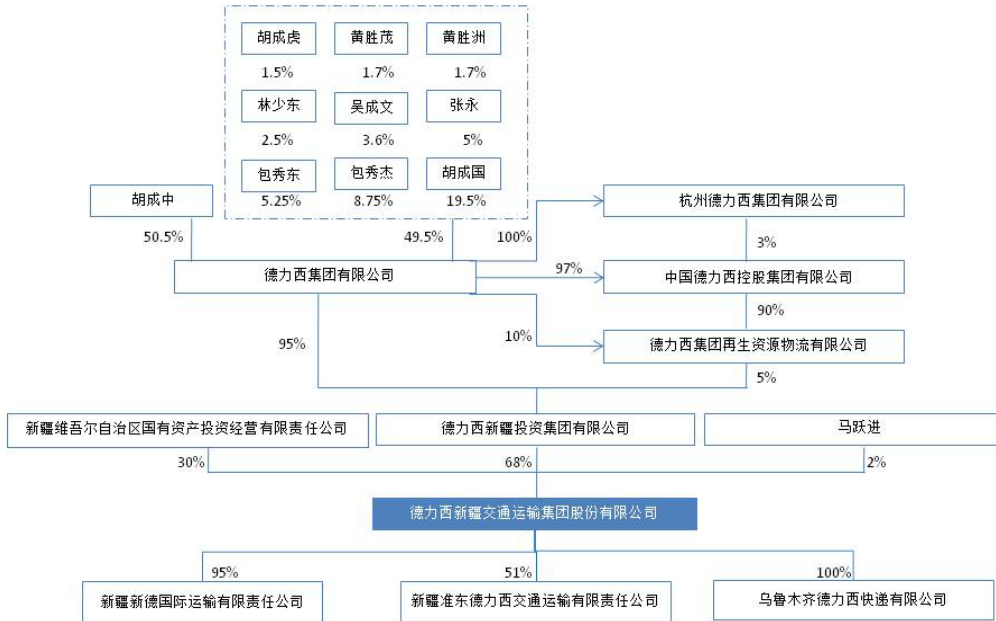 胡成虎
黄胜茂
黄胜洲
1.5%
1.7%
1.7%
林少东
吴成文
张永
2.5%
3.6%
5%
包秀东
包秀杰
胡成国
5.25%
8.75%
19.5%
胡成中
杭州德力西集团有限公司
50.5%
49.5%
100%
3%
德力西集团有限公司
97%
中国德力西控股集团有限公司
90%
95%
10%
德力西集团再生资源物流有限公司
5%
新疆维吾尔自治区国有资产投资经营有限责任公司
德力西新疆投资集团有限公司
马跃进
30%
68%
2%
德力西新疆交通运输集团股份有限公司
95%
51%
100%
新疆新德国际运输有限责任公司
新疆准东德力西交通运输有限责任公司
乌鲁木齐德力西快递有限公司